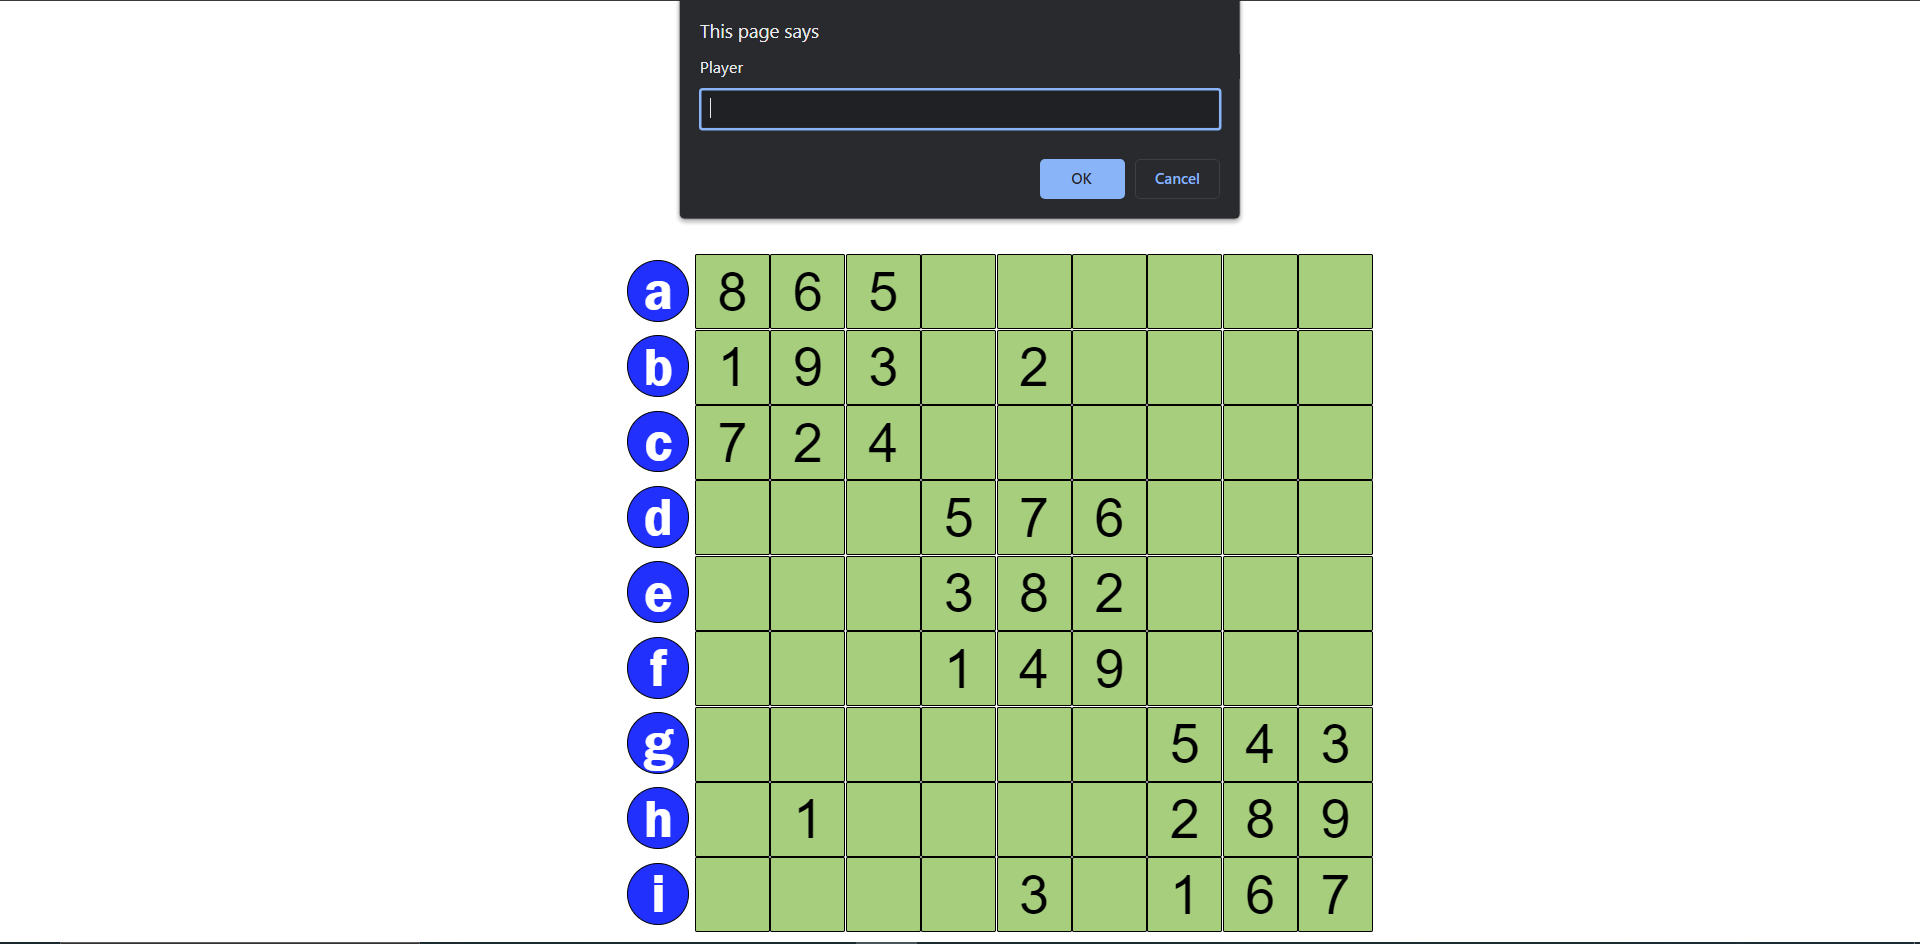 This page says
Player
OK Cancel
a 8 6 5
b 1 9 3 2
c 7 2 4
d 5 7 6
e 3 8 2
f 1 4 9
g 5 4 3
h 1 2 8 9
i 3 1 6 7